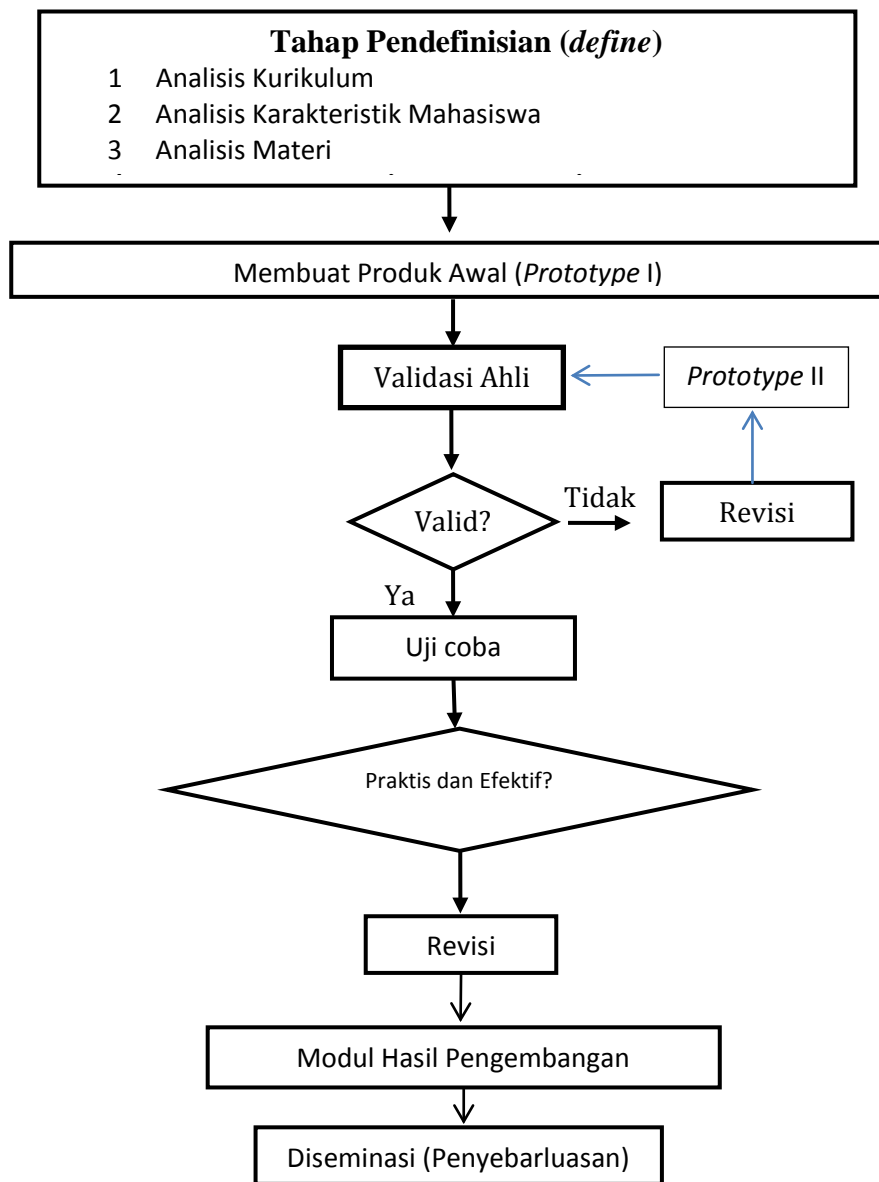 Tahap Pendefinisian (define)
1 Analisis Kurikulum
2 Analisis Karakteristik Mahasiswa
3 Analisis Materi
Membuat Produk Awal (Prototype I)
Validasi Ahli
Prototype II
Valid?
Tidak
Revisi
Ya
Uji coba
Praktis dan Efektif?
Revisi
Modul Hasil Pengembangan
Diseminasi (Penyebarluasan)